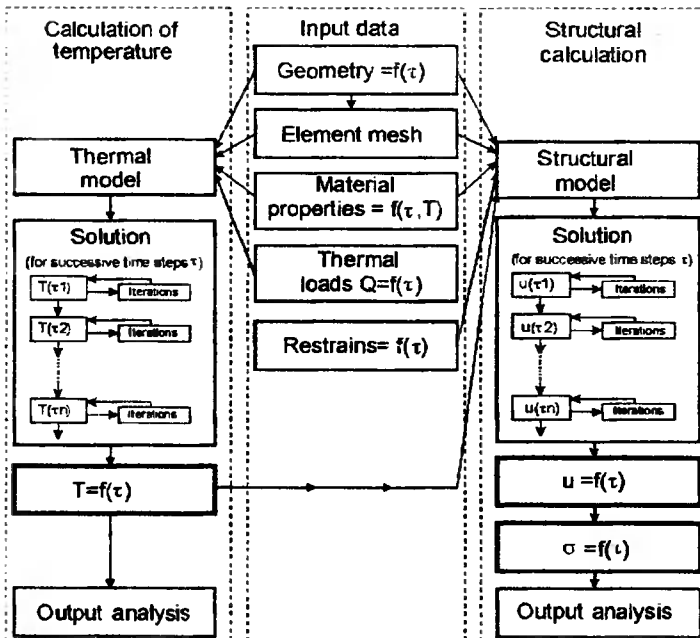 Calculation of
temperature
Thermal
model
Solution
(for successive time steps τ)
T(τ1)
Iterations
T(τ2)
Iterations
T(τn)
Iterations
T=f(τ)
Output analysis
Input data
Geometry =f(τ)
Element mesh
Material
properties = f(τ,T)
Thermal
loads Q=f(τ)
Restrains= f(τ)
Structural
calculation
Structural
model
Solution
(for successive time steps τ)
u(τ1)
Iterations
u(τ2)
Iterations
u(τn)
Iterations
u =f(τ)
σ =f(τ)
Output analysis